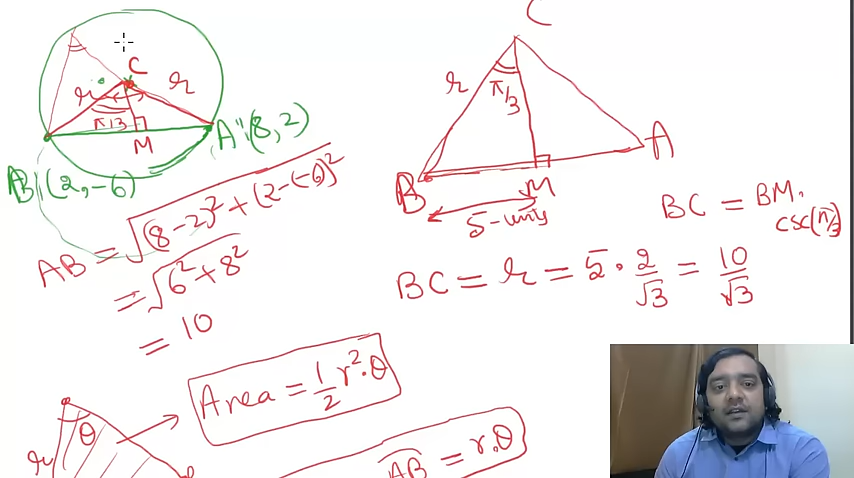 C
r
r
π/3
M
A (8, 2)
B (2, -6)
AB = √(8-2)² + (2-(-6))²
= √6² + 8²
= 10
C
r
π/3
B
M
A
5-units
BC = BM. csc(π/3)
BC = r = 5 · 2/√3 = 10/√3
Area = 1/2 r² · θ
θ
r
AB = r.θ